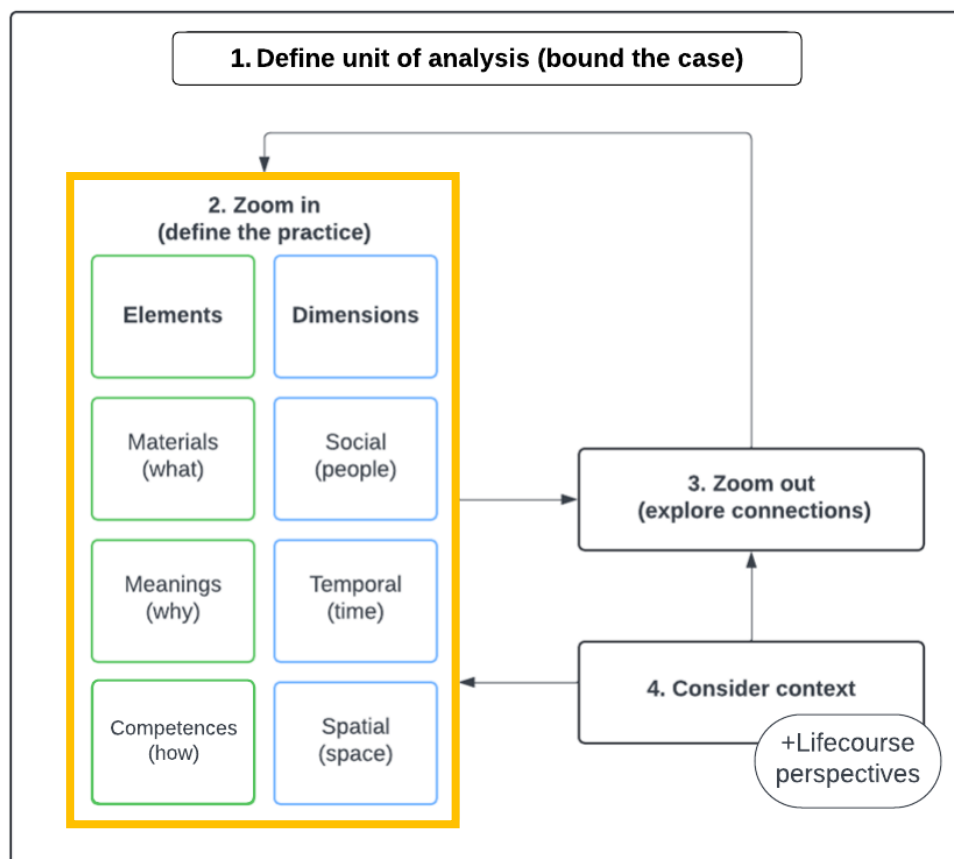 1. Define unit of analysis (bound the case)
2. Zoom in
(define the practice)
Elements
Dimensions
Materials
(what)
Social
(people)
Meanings
(why)
Temporal
(time)
Competences
(how)
Spatial
(space)
3. Zoom out
(explore connections)
4. Consider context
+Lifecourse
perspectives